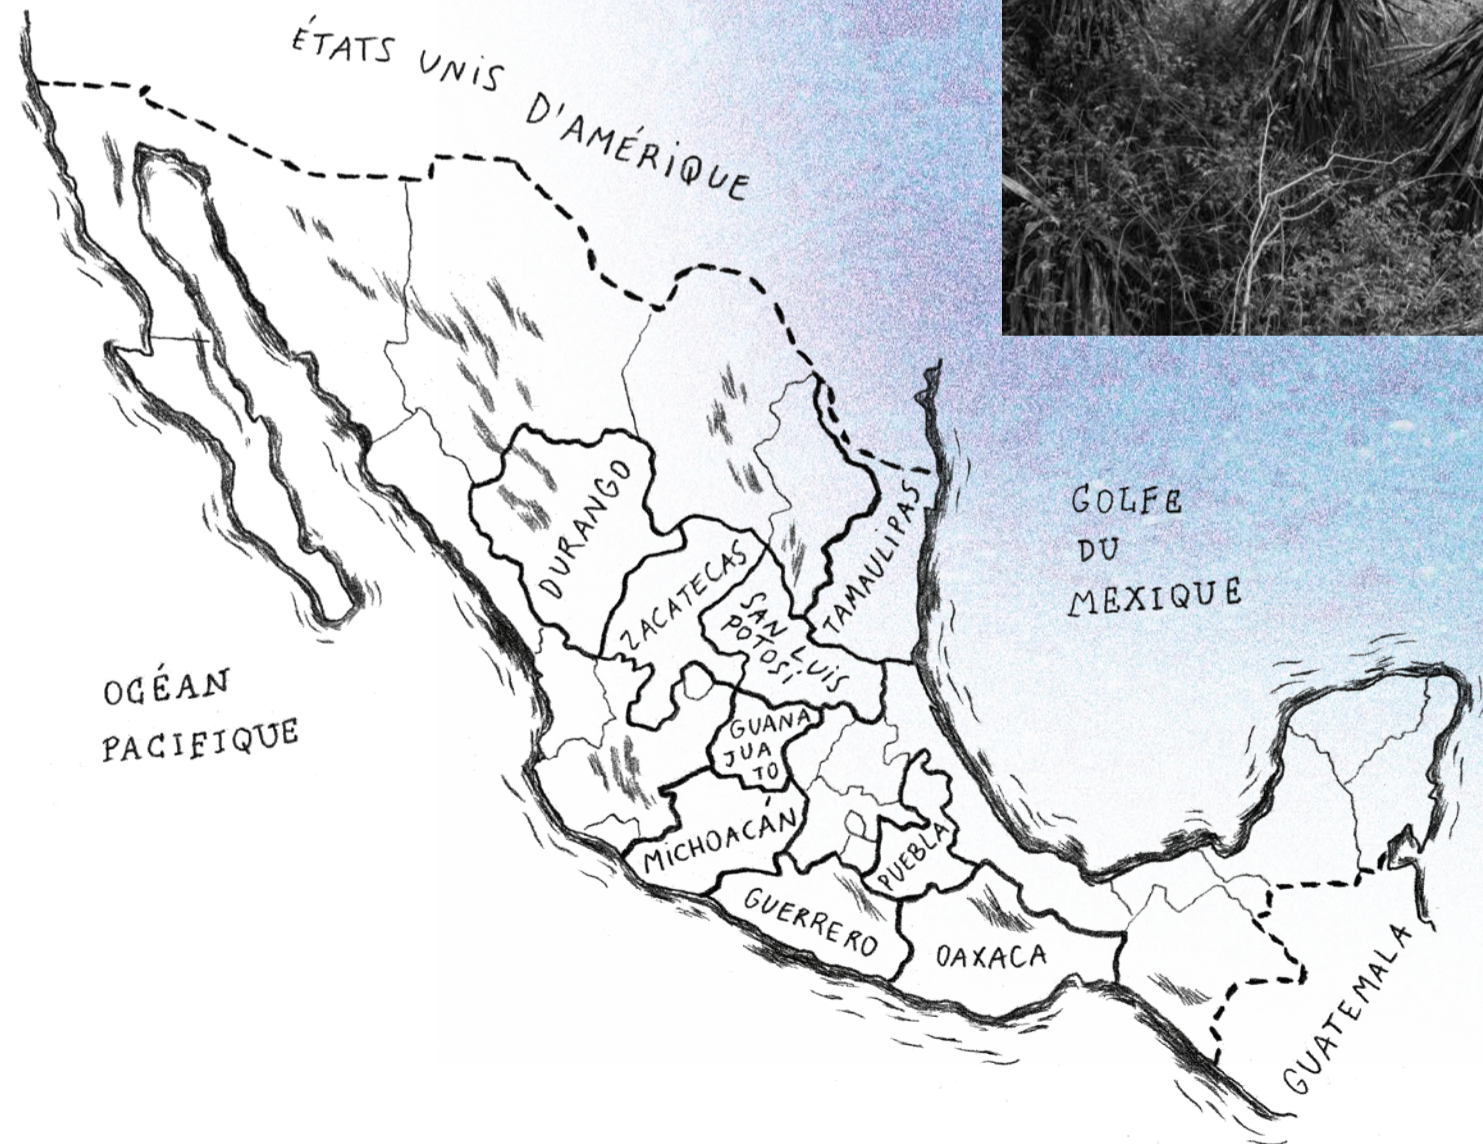 ÉTATS UNIS D'AMÉRIQUE
DURANGO
ZACATECAS
SAN LUIS
POTOSÍ
TAMAULIPAS
GOLFE
DU
MEXIQUE
OCÉAN
PACIFIQUE
GUANA
JUA
TO
MICHOACÁN
PUEBLA
GUERRERO
OAXACA
GUATEMALA